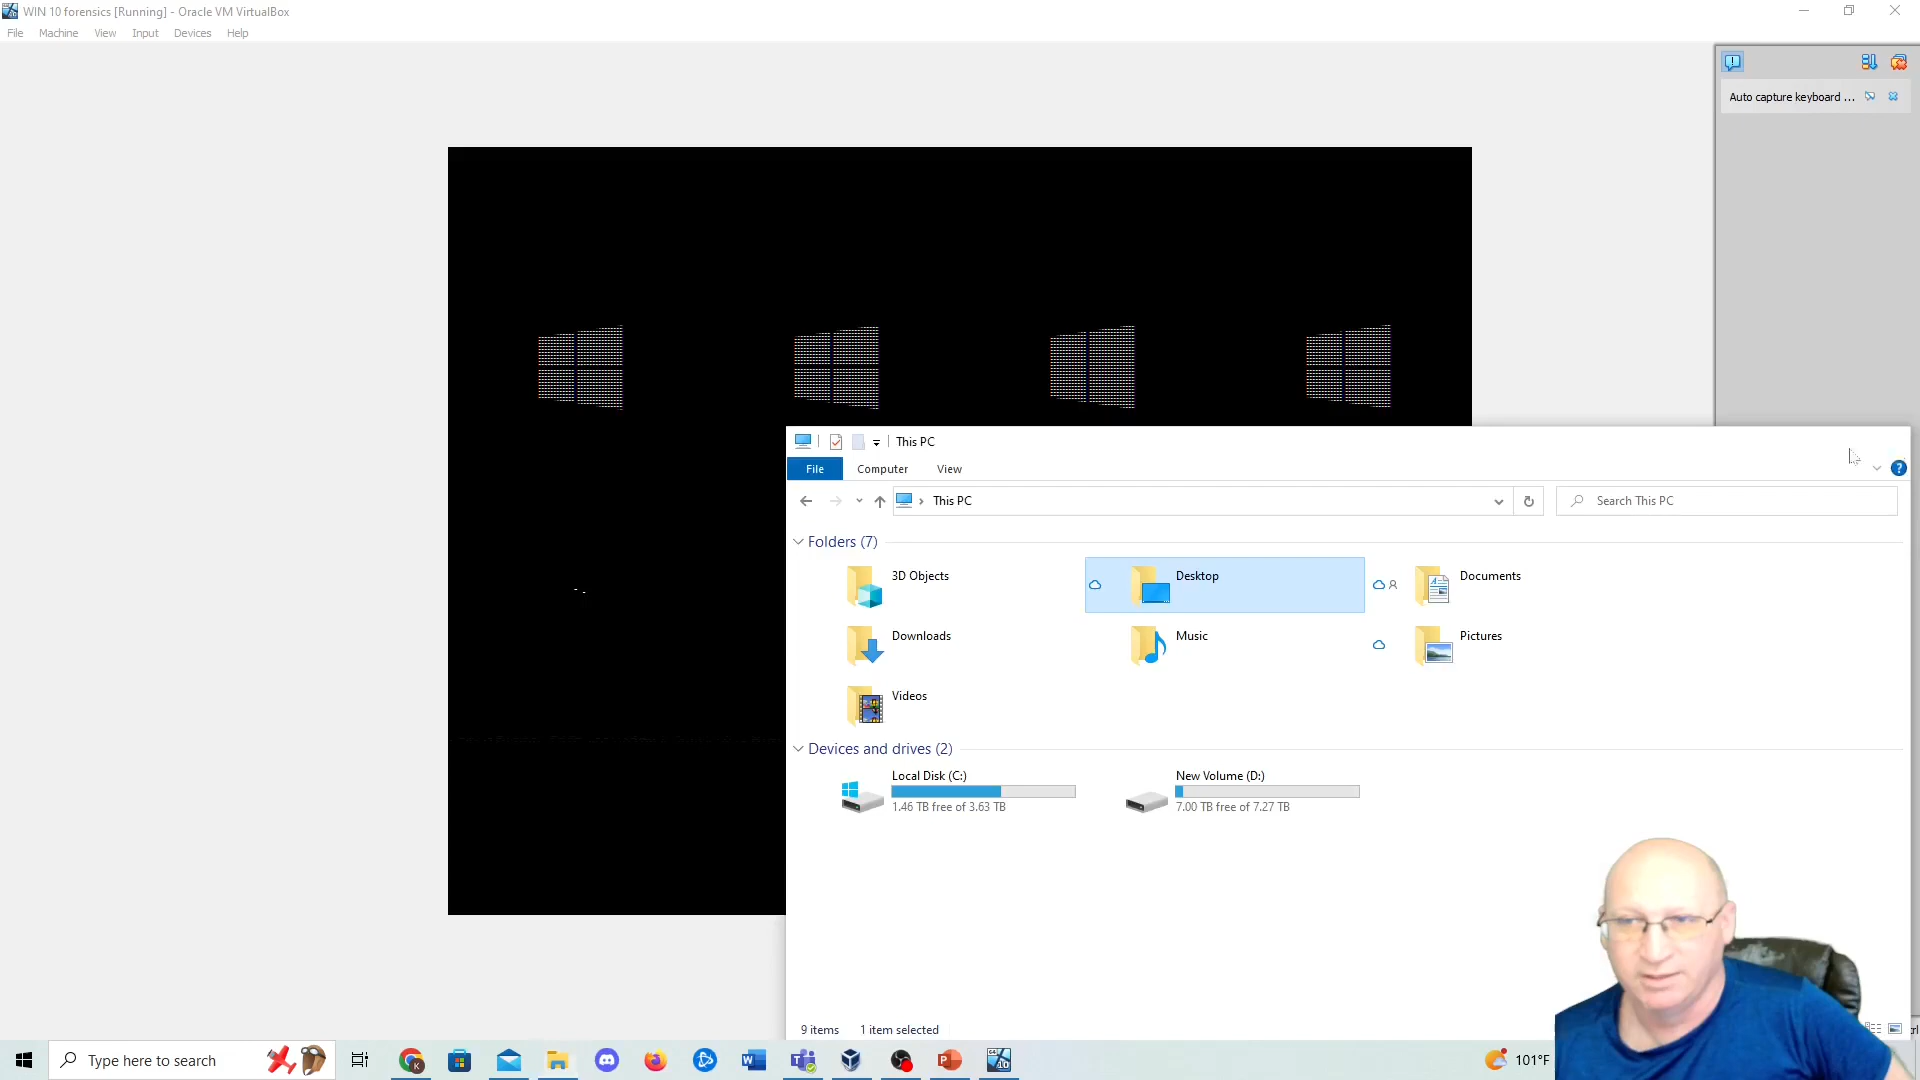 WIN 10 forensics [Running] - Oracle VM VirtualBox
File Machine View Input Devices Help
Auto capture keyboard ...
This PC
File Computer View
This PC
Search This PC
Folders (7)
3D Objects
Desktop
Documents
Downloads
Music
Pictures
Videos
Devices and drives (2)
Local Disk (C:)
1.46 TB free of 3.63 TB
New Volume (D:)
7.00 TB free of 7.27 TB
9 items 1 item selected
Type here to search
101°F